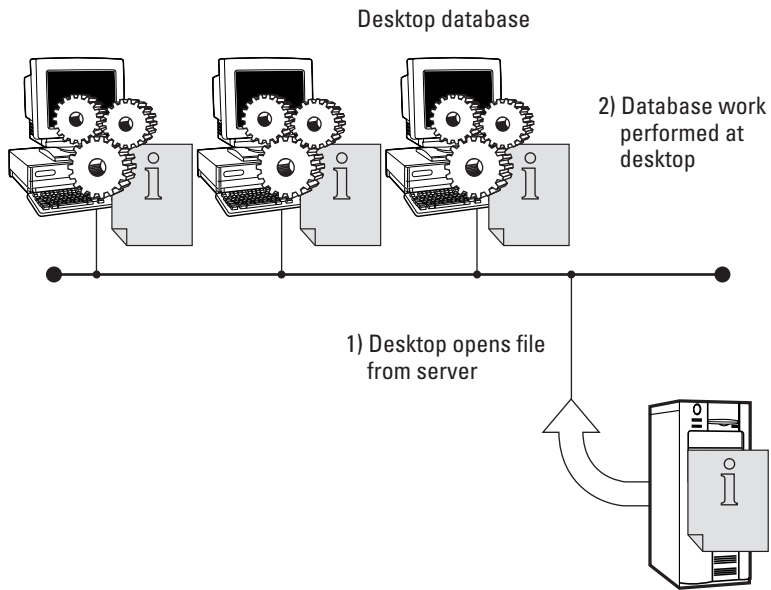 Desktop database
2) Database work
performed at
desktop
1) Desktop opens file
from server